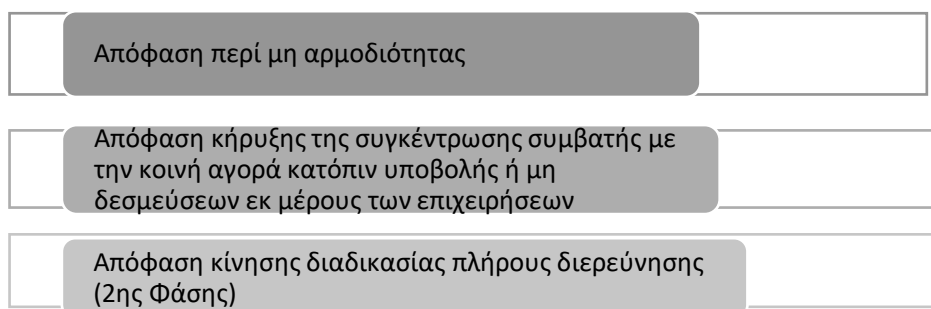 Απόφαση περί μη αρμοδιότητας
Απόφαση κήρυξης της συγκέντρωσης συμβατής με
την κοινή αγορά κατόπιν υποβολής ή μη
δεσμεύσεων εκ μέρους των επιχειρήσεων
Απόφαση κίνησης διαδικασίας πλήρους διερεύνησης
(2ης Φάσης)